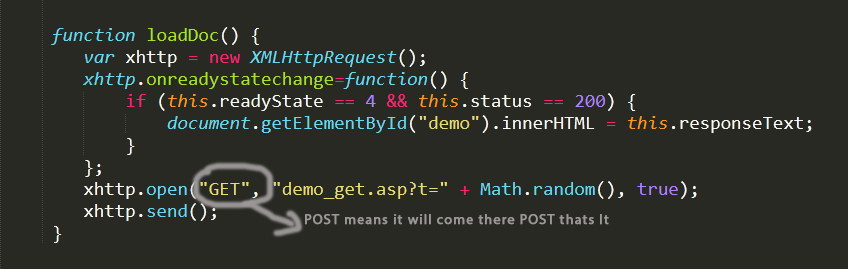 function loadDoc() {
var xhttp = new XMLHttpRequest();
xhttp.onreadystatechange=function() {
if (this.readyState == 4 && this.status == 200) {
document.getElementById("demo").innerHTML = this.responseText;
}
};
xhttp.open("GET", "demo_get.asp?t=" + Math.random(), true);
xhttp.send();
POST means it will come there POST thats It
}